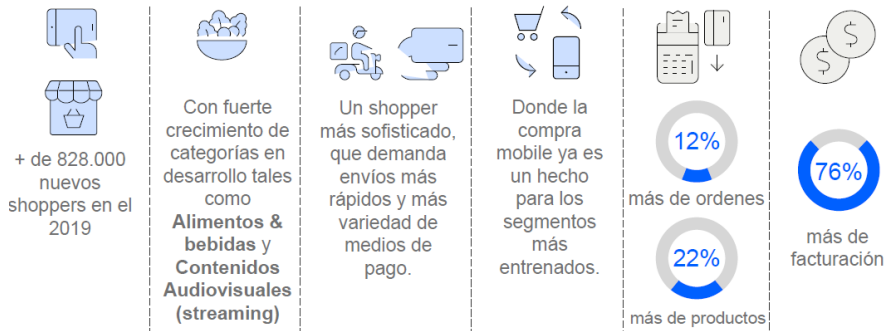 + de 828.000
nuevos
shoppers en el
2019
Con fuerte
crecimiento de
categorías en
desarrollo tales
como
Alimentos &
bebidas y
Contenidos
Audiovisuales
(streaming)
Un shopper
más sofisticado,
que demanda
envíos más
rápidos y más
variedad de
medios de
pago.
Donde la
compra
mobile ya es
un hecho
para los
segmentos
más
entrenados.
12%
más de ordenes
22%
más de productos
$
$
76%
más de
facturación